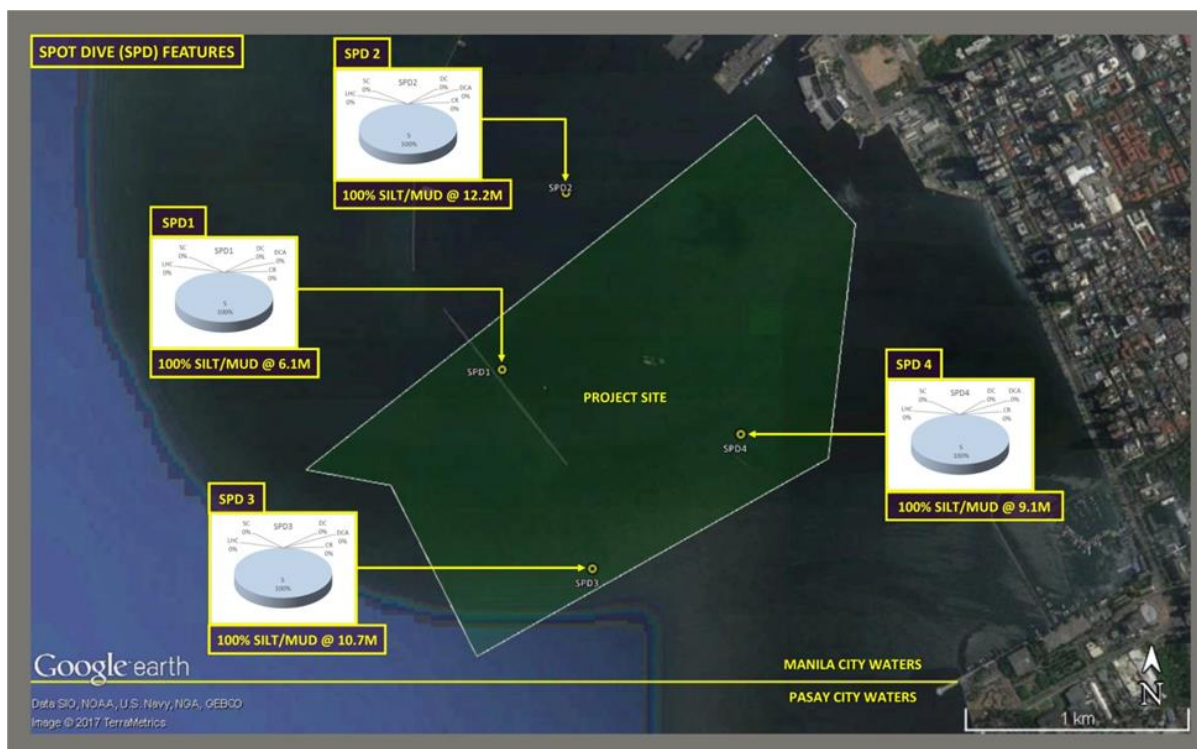 SPOT DIVE (SPD) FEATURES
SPD 2
SPD2
SC
0%
DC
0%
DCA
0%
LHC
0%
CR
0%
S
100%
100% SILT/MUD @ 12.2M
SPD2
SPD1
SPD1
SC
0%
DC
0%
DCA
0%
LHC
0%
CR
0%
S
100%
100% SILT/MUD @ 6.1M
SPD1
PROJECT SITE
SPD 4
SPD4
SC
0%
DC
0%
DCA
0%
LHC
0%
CR
0%
S
100%
100% SILT/MUD @ 9.1M
SPD4
SPD 3
SPD3
SC
0%
DC
0%
DCA
0%
LHC
0%
CR
0%
S
100%
100% SILT/MUD @ 10.7M
SPD3
Google earth
MANILA CITY WATERS
PASAY CITY WATERS
Data SIO, NOAA, U.S. Navy, NGA, GEBCO
Image © 2017 TerraMetrics
N
1 km